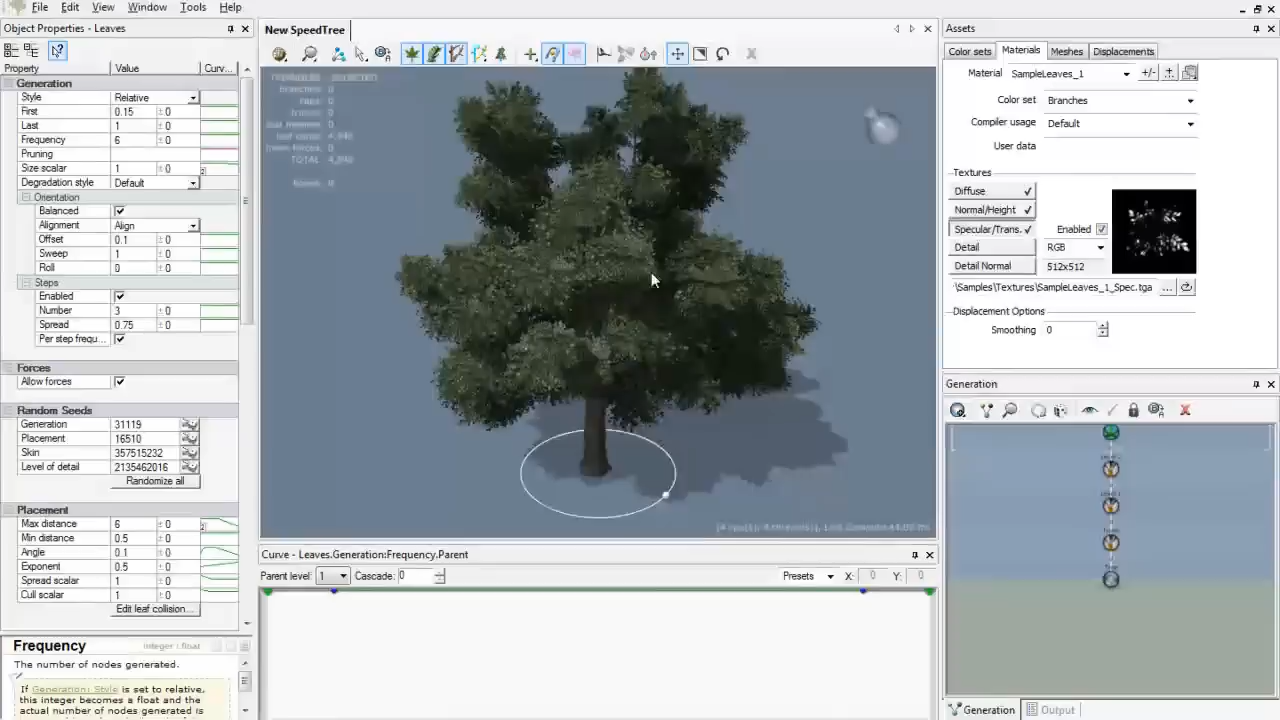 File Edit View Window Tools Help
Object Properties - Leaves
Property Value Curv...
Generation
Style Relative
First 0.15 ± 0
Last 1 ± 0
Frequency 6 ± 0
Pruning
Size scalar 1 ± 0
Degradation style Default
Orientation
Balanced
Alignment Align
Offset 0.1 ± 0
Sweep 1 ± 0
Roll 0 ± 0
Steps
Enabled
Number 3 ± 0
Spread 0.75 ± 0
Per step frequ...
Forces
Allow forces
Random Seeds
Generation 31119
Placement 16510
Skin 357515232
Level of detail 2135462016
Randomize all
Placement
Max distance 6 ± 0
Min distance 0.5 ± 0
Angle 0.1 ± 0
Exponent 0.5 ± 0
Spread scalar 1 ± 0
Cull scalar 1 ± 0
Edit leaf collision...
Frequency integer : float
The number of nodes generated.
If Generation: Style is set to relative,
this integer becomes a float and the
actual number of nodes generated is
New SpeedTree
TOTAL
Curve - Leaves.Generation:Frequency.Parent
Parent level: 1 Cascade: 0 Presets X: 0 Y: 0
Assets
Color sets Materials Meshes Displacements
Material SampleLeaves_1 +/-
Color set Branches
Compiler usage Default
User data
Textures
Diffuse
Normal/Height
Specular/Trans. Enabled
Detail RGB
Detail Normal 512x512
\Samples\Textures\SampleLeaves_1_Spec.tga ...
Displacement Options
Smoothing 0
Generation
Generation Output